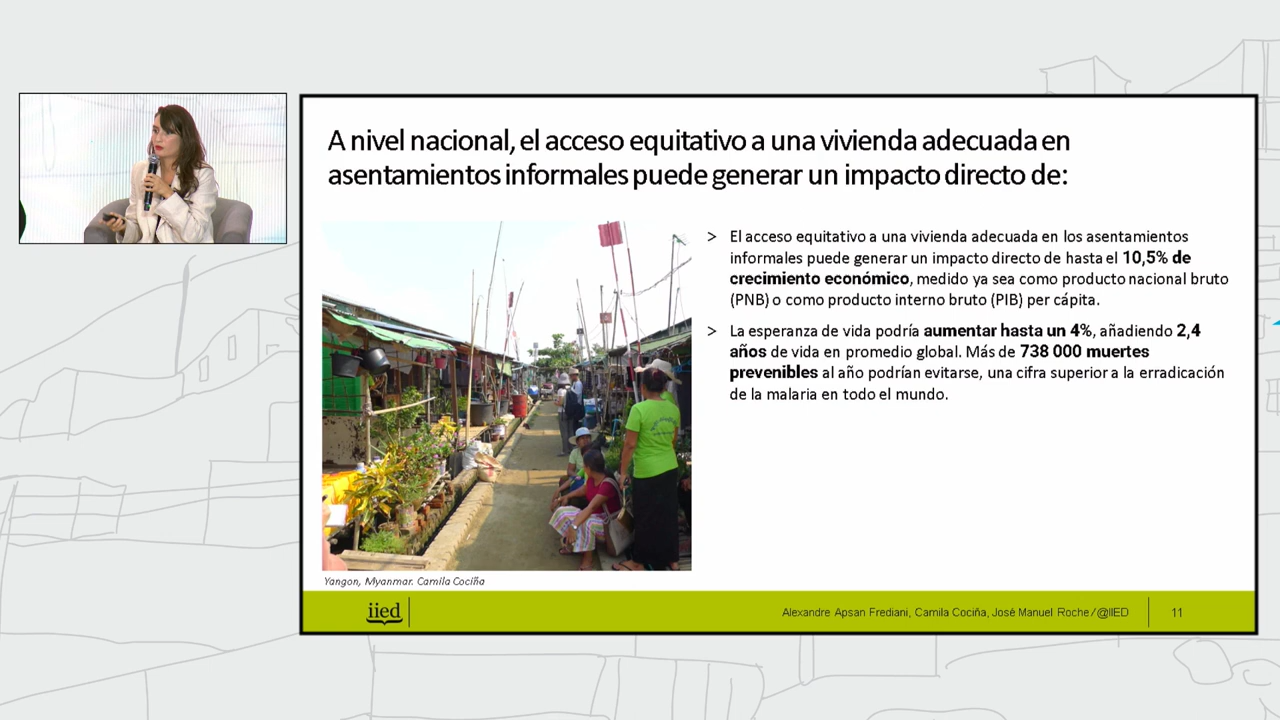 A nivel nacional, el acceso equitativo a una vivienda adecuada en
asentamientos informales puede generar un impacto directo de:
> El acceso equitativo a una vivienda adecuada en los asentamientos
informales puede generar un impacto directo de hasta el 10,5% de
crecimiento económico, medido ya sea como producto nacional bruto
(PNB) o como producto interno bruto (PIB) per cápita.
> La esperanza de vida podría aumentar hasta un 4%, añadiendo 2,4
años de vida en promedio global. Más de 738 000 muertes
prevenibles al año podrían evitarse, una cifra superior a la erradicación
de la malaria en todo el mundo.
Yangon, Myanmar. Camila Cociña
iied
Alexandre Apsan Frediani, Camila Cociña, José Manuel Roche/@IIED
11